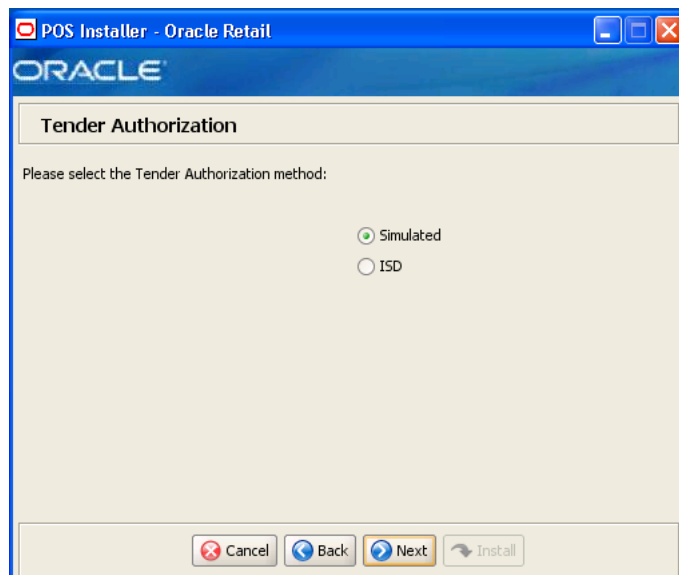 POS Installer - Oracle Retail
ORACLE
Tender Authorization
Please select the Tender Authorization method:
Simulated
ISD
Cancel Back Next Install